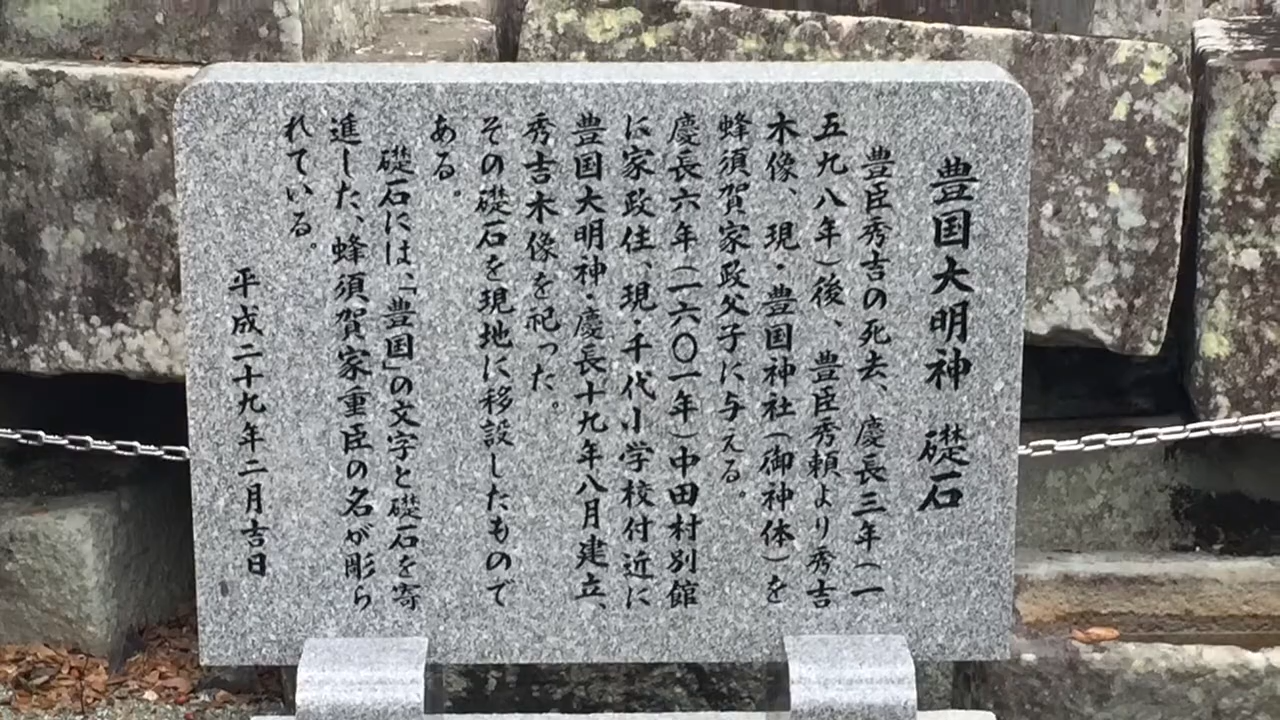 豊国大明神　礎石
豊臣秀吉の死去、慶長三年(一
五九八年)後、豊臣秀頼より秀吉
木像、現・豊国神社(御神体)を
蜂須賀家政父子に与える。
慶長六年(一六〇一年)中田村別館
に家政住、現・千代小学校付近に
豊国大明神・慶長十九年八月建立、
秀吉木像を祀った。
その礎石を現地に移設したもので
ある。
礎石には、「豊国」の文字と礎石を寄
進した、蜂須賀家重臣の名が彫ら
れている。
平成二十九年二月吉日